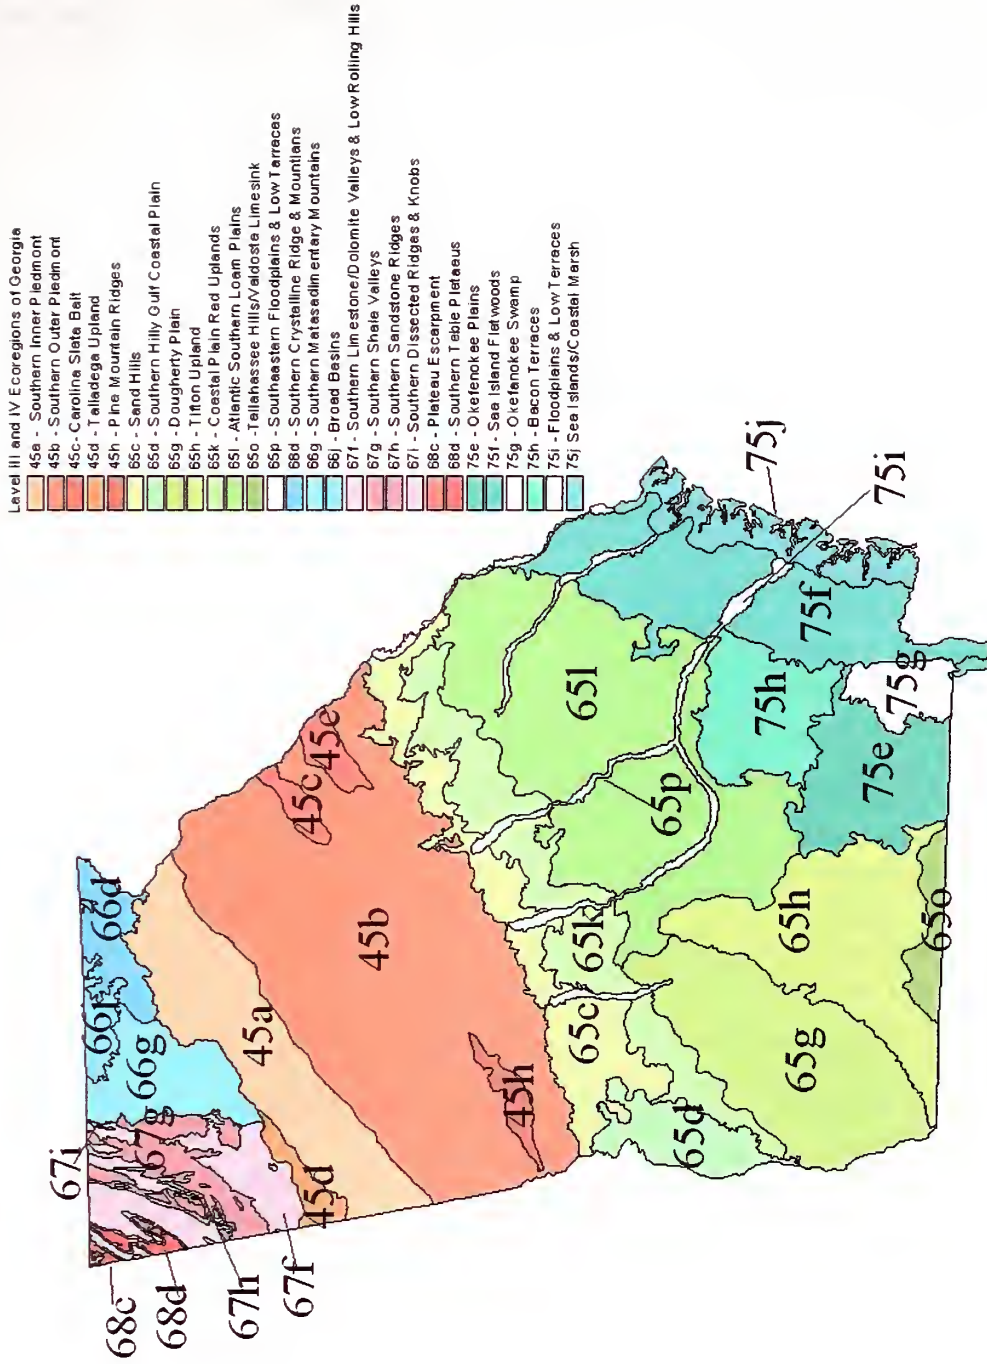 Level III and IV Ecoregions of Georgia
45a - Southern Inner Piedmont
45b - Southern Outer Piedmont
45c - Carolina Slate Belt
45d - Talladega Upland
45h - Pine Mountain Ridges
65c - Sand Hills
65d - Southern Hilly Gulf Coastal Plain
65g - Dougherty Plain
65h - Tifton Upland
65k - Coastal Plain Red Uplands
65l - Atlantic Southern Loam Plains
65o - Tallahassee Hills/Valdosta Limesink
65p - Southeastern Floodplains & Low Terraces
66d - Southern Crystalline Ridge & Mountians
66g - Southern Metasedimentary Mountains
66j - Broad Basins
67f - Southern Limestone/Dolomite Valleys & Low Rolling Hills
67g - Southern Shale Valleys
67h - Southern Sandstone Ridges
67i - Southern Dissected Ridges & Knobs
68c - Plateau Escarpment
68d - Southern Table Plateaus
75e - Okefenokee Plains
75f - Sea Island Flatwoods
75g - Okefenokee Swamp
75h - Bacon Terraces
75i - Floodplains & Low Terraces
75j Sea Islands/Coastal Marsh
67i
66j
66d
68c
67g
66g
68d
67h
67f
45d
45a
45c
45e
45b
45h
65c
65k
65l
65d
65p
65g
65h
75h
75f
75j
75i
75e
75g
65o